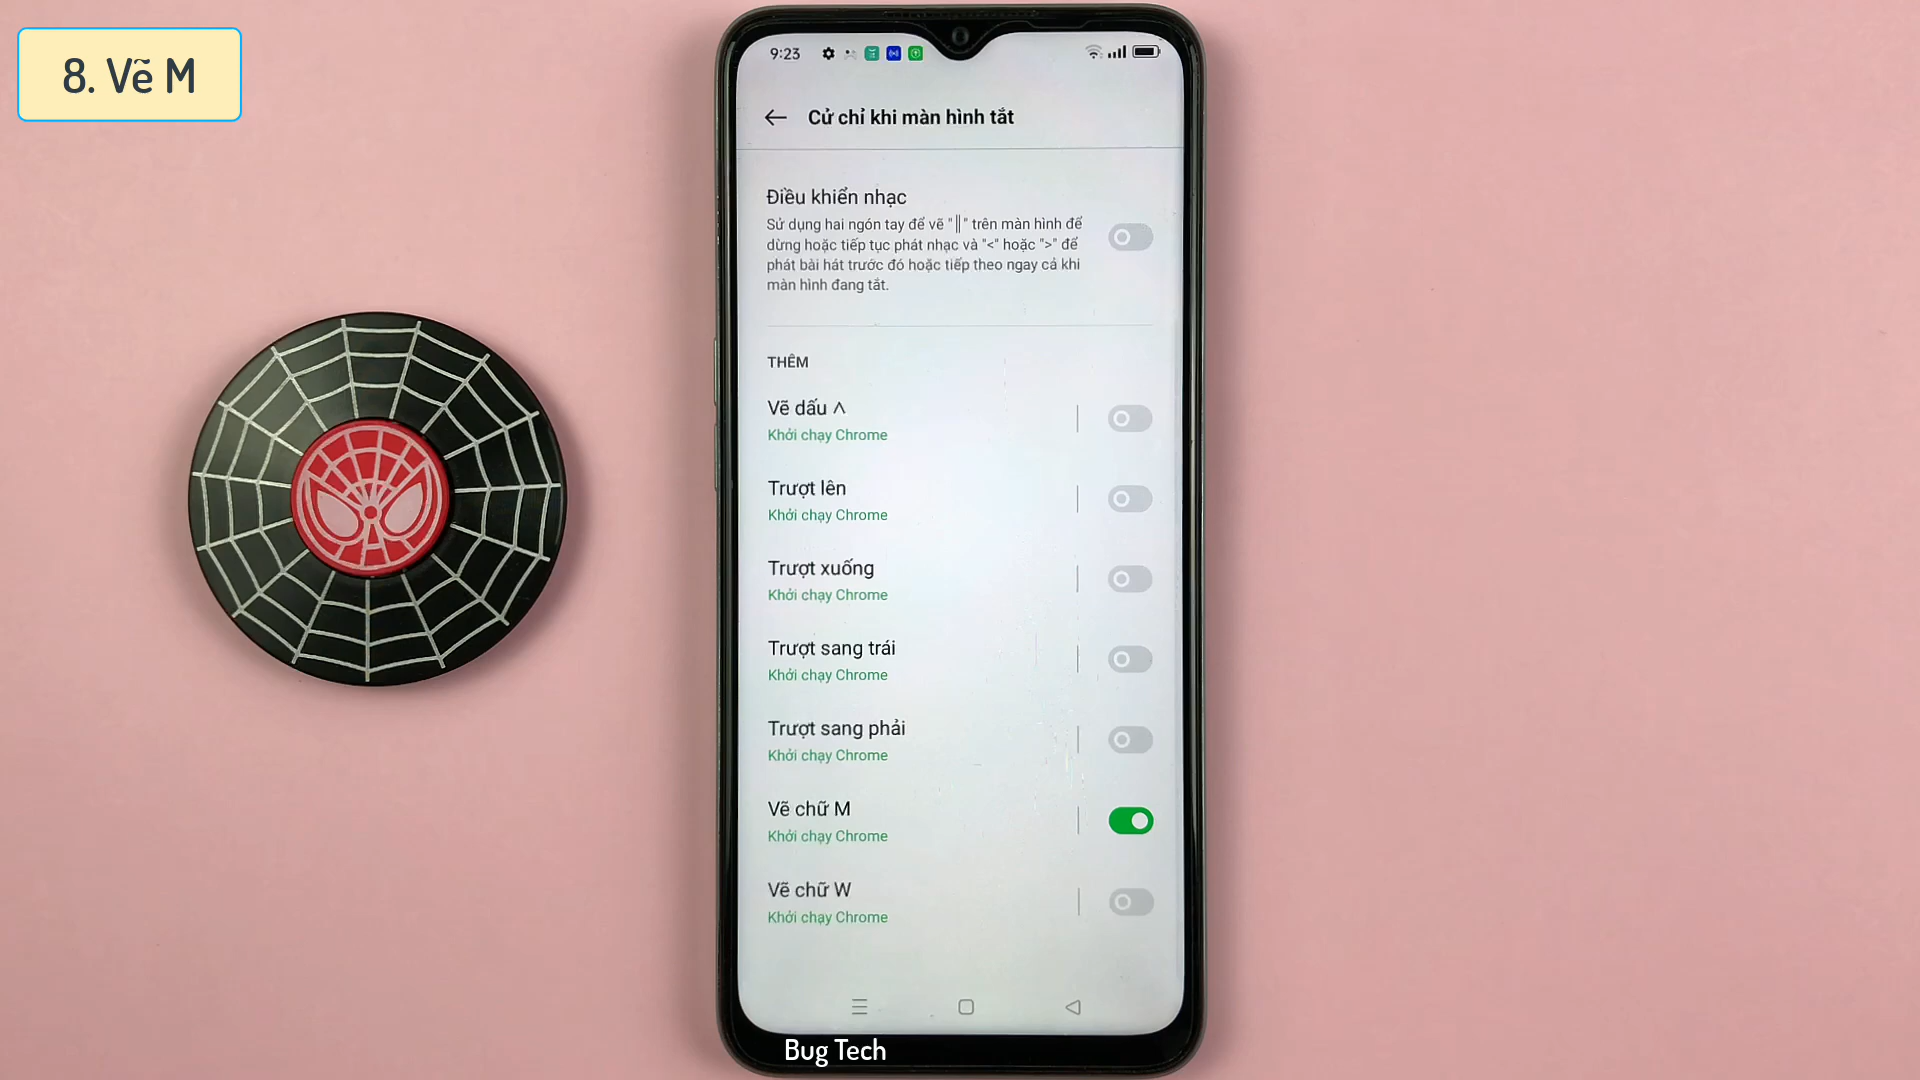 8. Vẽ M
9:23
Cử chỉ khi màn hình tắt
Điều khiển nhạc
Sử dụng hai ngón tay để vẽ "||" trên màn hình để
dừng hoặc tiếp tục phát nhạc và "<" hoặc ">" để
phát bài hát trước đó hoặc tiếp theo ngay cả khi
màn hình đang tắt.
THÊM
Vẽ dấu ^
Khởi chạy Chrome
Trượt lên
Khởi chạy Chrome
Trượt xuống
Khởi chạy Chrome
Trượt sang trái
Khởi chạy Chrome
Trượt sang phải
Khởi chạy Chrome
Vẽ chữ M
Khởi chạy Chrome
Vẽ chữ W
Khởi chạy Chrome
Bug Tech